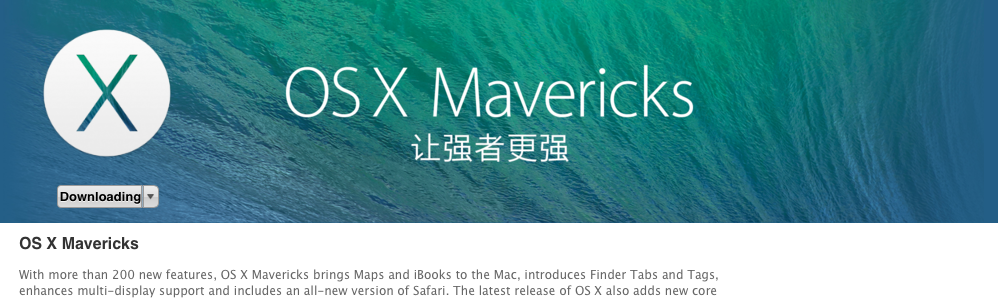 OS X Mavericks
让强者更强
Downloading
OS X Mavericks
With more than 200 new features, OS X Mavericks brings Maps and iBooks to the Mac, introduces Finder Tabs and Tags,
enhances multi-display support and includes an all-new version of Safari. The latest release of OS X also adds new core